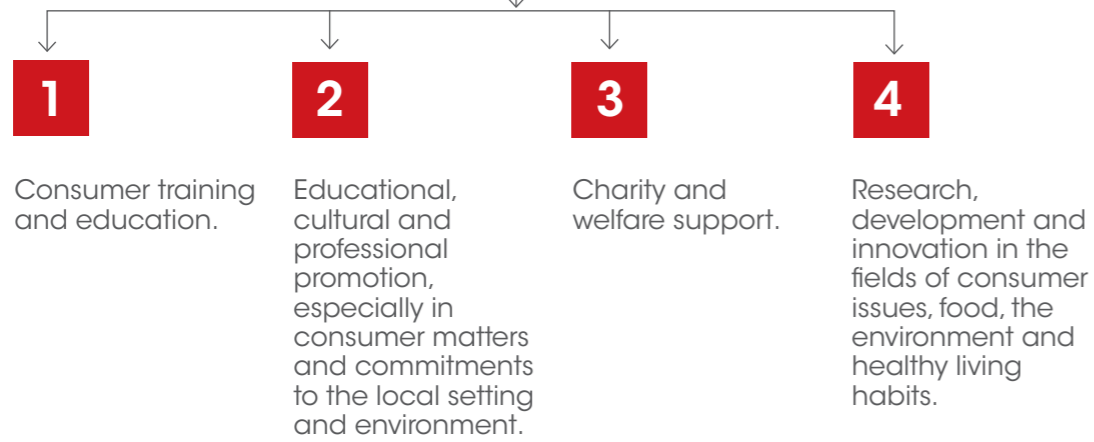 1
Consumer training
and education.
2
Educational,
cultural and
professional
promotion,
especially in
consumer matters
and commitments
to the local setting
and environment.
3
Charity and
welfare support.
4
Research,
development and
innovation in the
fields of consumer
issues, food, the
environment and
healthy living
habits.